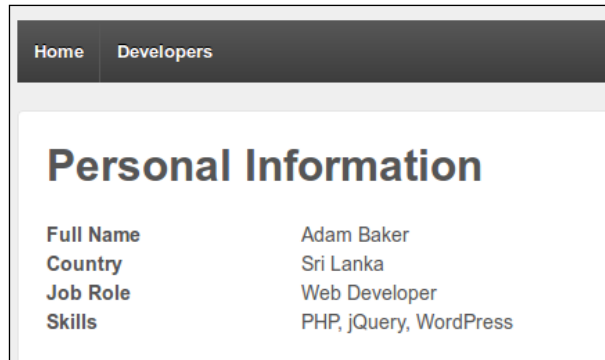 Home Developers
Personal Information
Full Name Adam Baker
Country Sri Lanka
Job Role Web Developer
Skills PHP, jQuery, WordPress